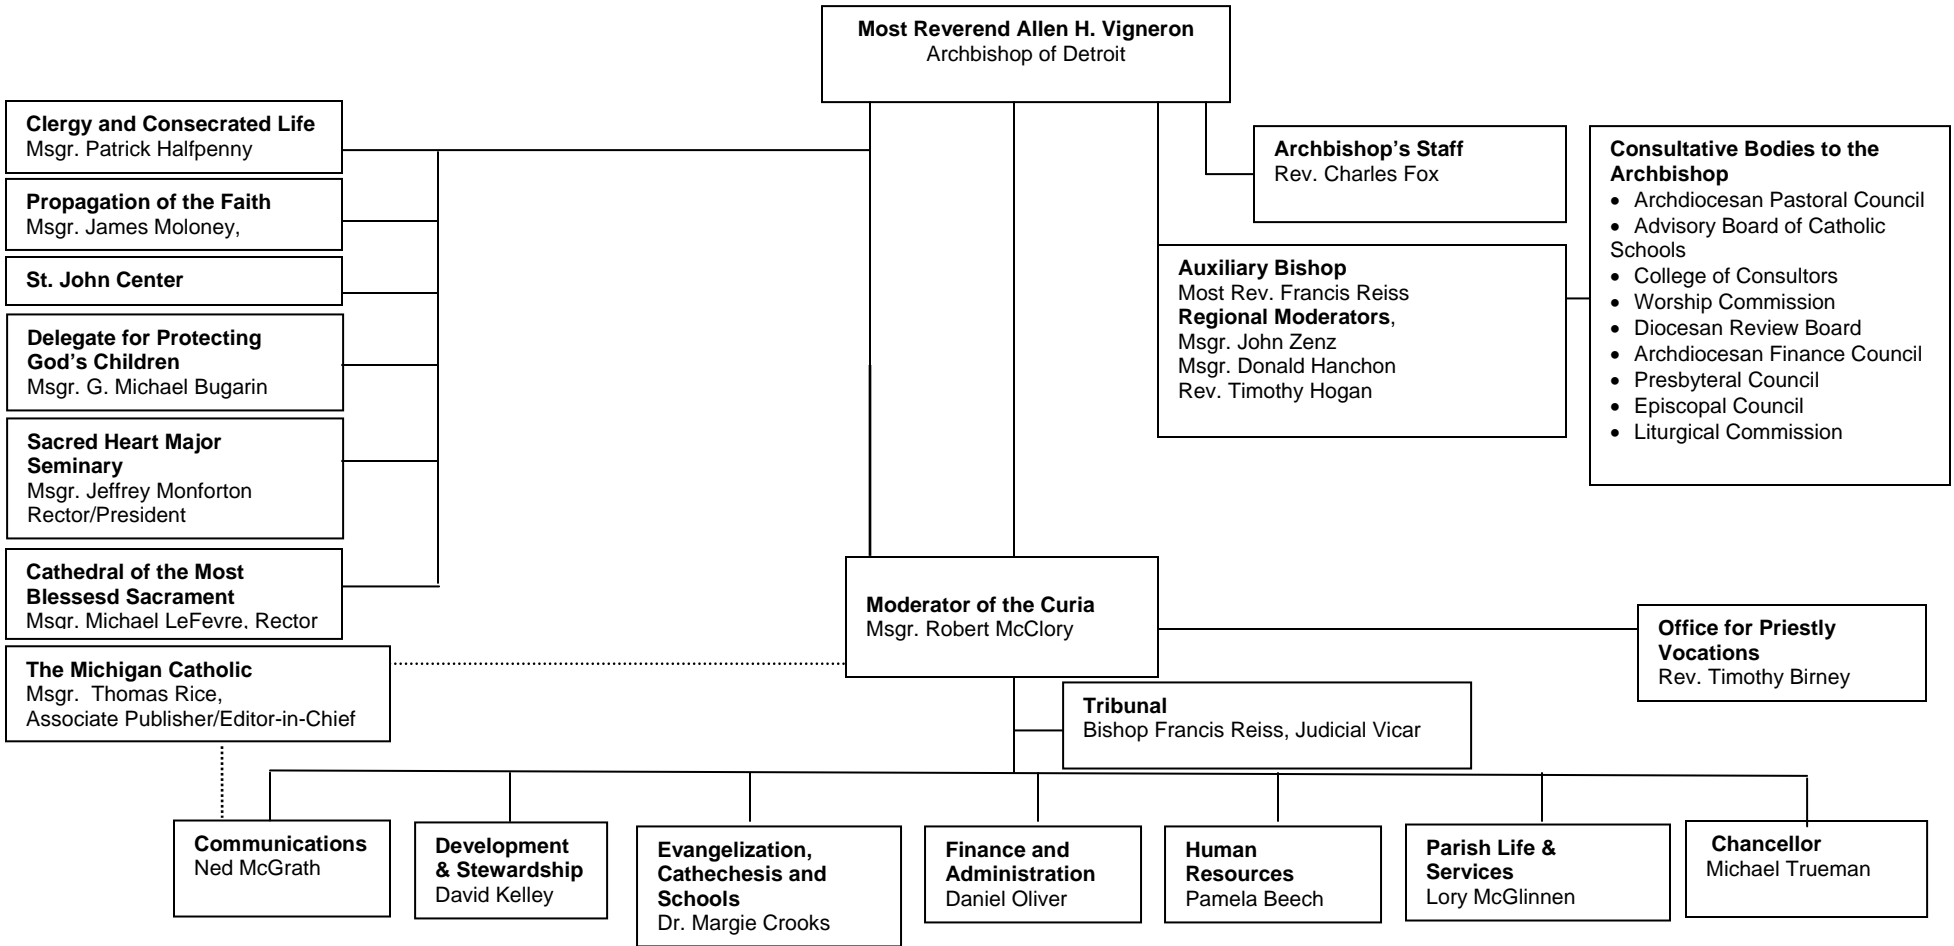 Most Reverend Allen H. Vigneron
Archbishop of Detroit
Clergy and Consecrated Life
Msgr. Patrick Halfpenny
Propagation of the Faith
Msgr. James Moloney,
St. John Center
Delegate for Protecting
God's Children
Msgr. G. Michael Bugarin
Sacred Heart Major
Seminary
Msgr. Jeffrey Monforton
Rector/President
Cathedral of the Most
Blessesd Sacrament
Msgr. Michael LeFevre, Rector
The Michigan Catholic
Msgr. Thomas Rice,
Associate Publisher/Editor-in-Chief
Archbishop's Staff
Rev. Charles Fox
Consultative Bodies to the
Archbishop
• Archdiocesan Pastoral Council
• Advisory Board of Catholic
Schools
• College of Consultors
• Worship Commission
• Diocesan Review Board
• Archdiocesan Finance Council
• Presbyteral Council
• Episcopal Council
• Liturgical Commission
Auxiliary Bishop
Most Rev. Francis Reiss
Regional Moderators,
Msgr. John Zenz
Msgr. Donald Hanchon
Rev. Timothy Hogan
Moderator of the Curia
Msgr. Robert McClory
Office for Priestly
Vocations
Rev. Timothy Birney
Tribunal
Bishop Francis Reiss, Judicial Vicar
Communications
Ned McGrath
Development
& Stewardship
David Kelley
Evangelization,
Cathechesis and
Schools
Dr. Margie Crooks
Finance and
Administration
Daniel Oliver
Human
Resources
Pamela Beech
Parish Life &
Services
Lory McGlinnen
Chancellor
Michael Trueman